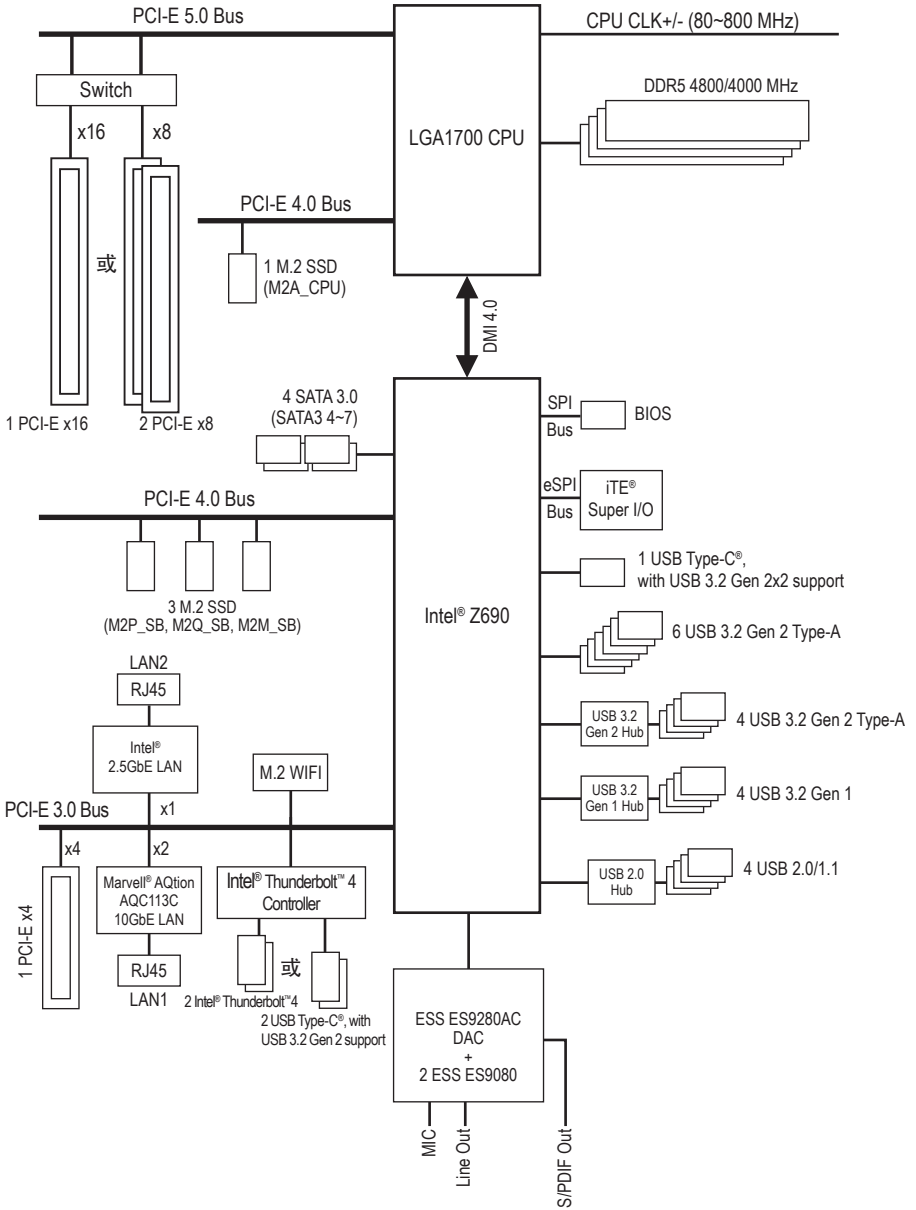 PCI-E 5.0 Bus
CPU CLK+/- (80~800 MHz)
Switch
x16
x8
DDR5 4800/4000 MHz
LGA1700 CPU
PCI-E 4.0 Bus
或
1 M.2 SSD
(M2A_CPU)
1 PCI-E x16
2 PCI-E x8
DMI 4.0
4 SATA 3.0
(SATA3 4~7)
SPI
Bus
BIOS
eSPI
Bus
iTE®
Super I/O
PCI-E 4.0 Bus
3 M.2 SSD
(M2P_SB, M2Q_SB, M2M_SB)
Intel® Z690
1 USB Type-C®,
with USB 3.2 Gen 2x2 support
6 USB 3.2 Gen 2 Type-A
USB 3.2
Gen 2 Hub
4 USB 3.2 Gen 2 Type-A
USB 3.2
Gen 1 Hub
4 USB 3.2 Gen 1
USB 2.0
Hub
4 USB 2.0/1.1
LAN2
RJ45
Intel®
2.5GbE LAN
M.2 WIFI
PCI-E 3.0 Bus
x1
x4
x2
1 PCI-E x4
Marvell® AQtion
AQC113C
10GbE LAN
RJ45
LAN1
Intel® Thunderbolt™ 4
Controller
或
2 Intel® Thunderbolt™4
2 USB Type-C®, with
USB 3.2 Gen 2 support
ESS ES9280AC
DAC
+
2 ESS ES9080
MIC
Line Out
S/PDIF Out